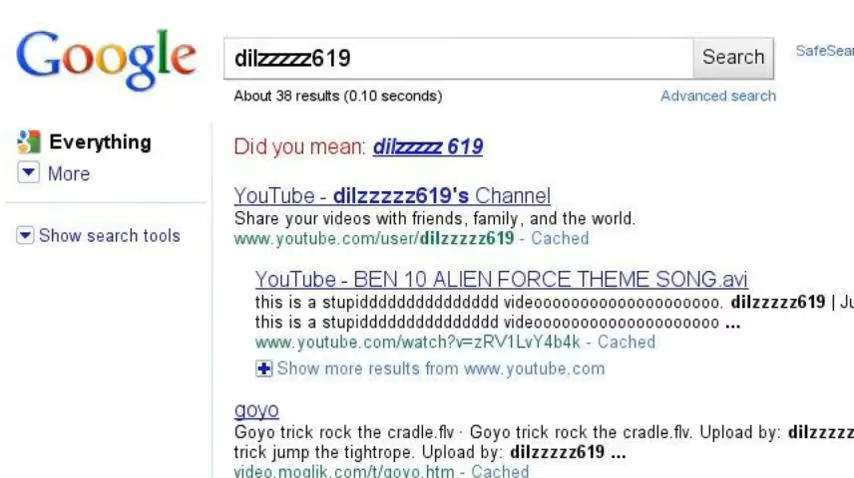 Google dilzzzzz619 Search SafeSear
About 38 results (0.10 seconds) Advanced search
Everything
More
Show search tools
Did you mean: dilzzzzz 619
YouTube - dilzzzzz619's Channel
Share your videos with friends, family, and the world.
www.youtube.com/user/dilzzzzz619 - Cached
YouTube - BEN 10 ALIEN FORCE THEME SONG.avi
this is a stupidddddddddddddddd videooooooooooooooooooooo. dilzzzzz619 | Ju
this is a stupidddddddddddddddd videooooooooooooooooooooo ...
www.youtube.com/watch?v=zRV1LvY4b4k - Cached
Show more results from www.youtube.com
goyo
Goyo trick rock the cradle.flv · Goyo trick rock the cradle.flv. Upload by: dilzzzz
trick jump the tightrope. Upload by: dilzzzzz619 ...
video.moglik.com/t/goyo.htm - Cached